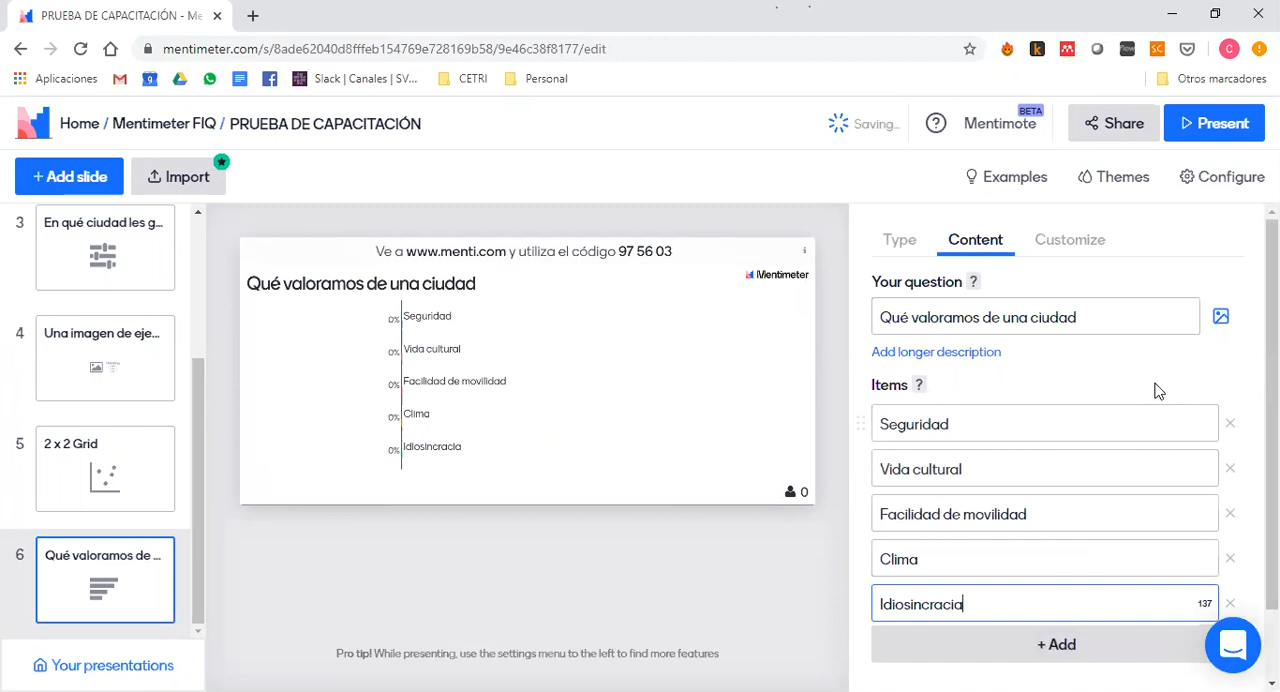 PRUEBA DE CAPACITACIÓN - Me
mentimeter.com/s/8ade62040d8fffeb154769e728169b58/9e46c38f8177/edit
Aplicaciones
Slack | Canales | SV...
CETRI
Personal
Otros marcadores
Home / Mentimeter FIQ / PRUEBA DE CAPACITACIÓN
Saving...
?
Mentimote
BETA
Share
Present
+ Add slide
Import
Examples
Themes
Configure
3
En qué ciudad les g...
4
Una imagen de eje...
5
2 x 2 Grid
6
Qué valoramos de ...
Your presentations
Ve a www.menti.com y utiliza el código 97 56 03
Mentimeter
Qué valoramos de una ciudad
0% Seguridad
0% Vida cultural
0% Facilidad de movilidad
0% Clima
0% Idiosincracia
0
Pro tip! While presenting, use the settings menu to the left to find more features
Type
Content
Customize
Your question ?
Qué valoramos de una ciudad
Add longer description
Items ?
Seguridad
Vida cultural
Facilidad de movilidad
Clima
Idiosincracia
137
+ Add